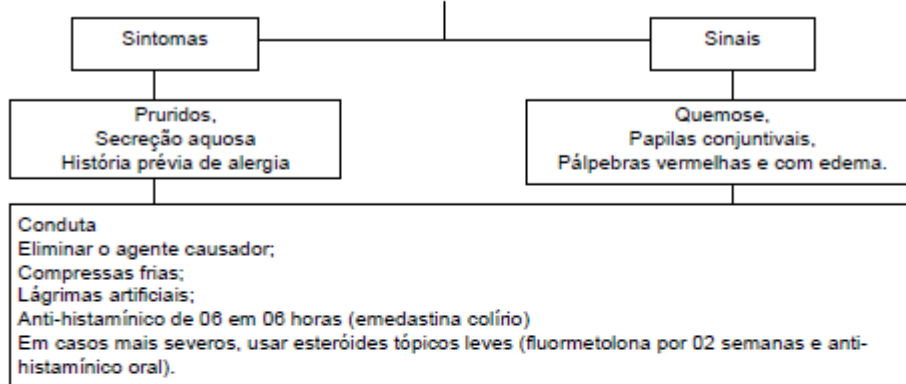 Sintomas
Sinais
Pruridos,
Secreção aquosa
História prévia de alergia
Quemose,
Papilas conjuntivais,
Pálpebras vermelhas e com edema.
Conduta
Eliminar o agente causador;
Compressas frias;
Lágrimas artificiais;
Anti-histamínico de 06 em 06 horas (emedastina colírio)
Em casos mais severos, usar esteróides tópicos leves (fluormetolona por 02 semanas e anti-
histamínico oral).